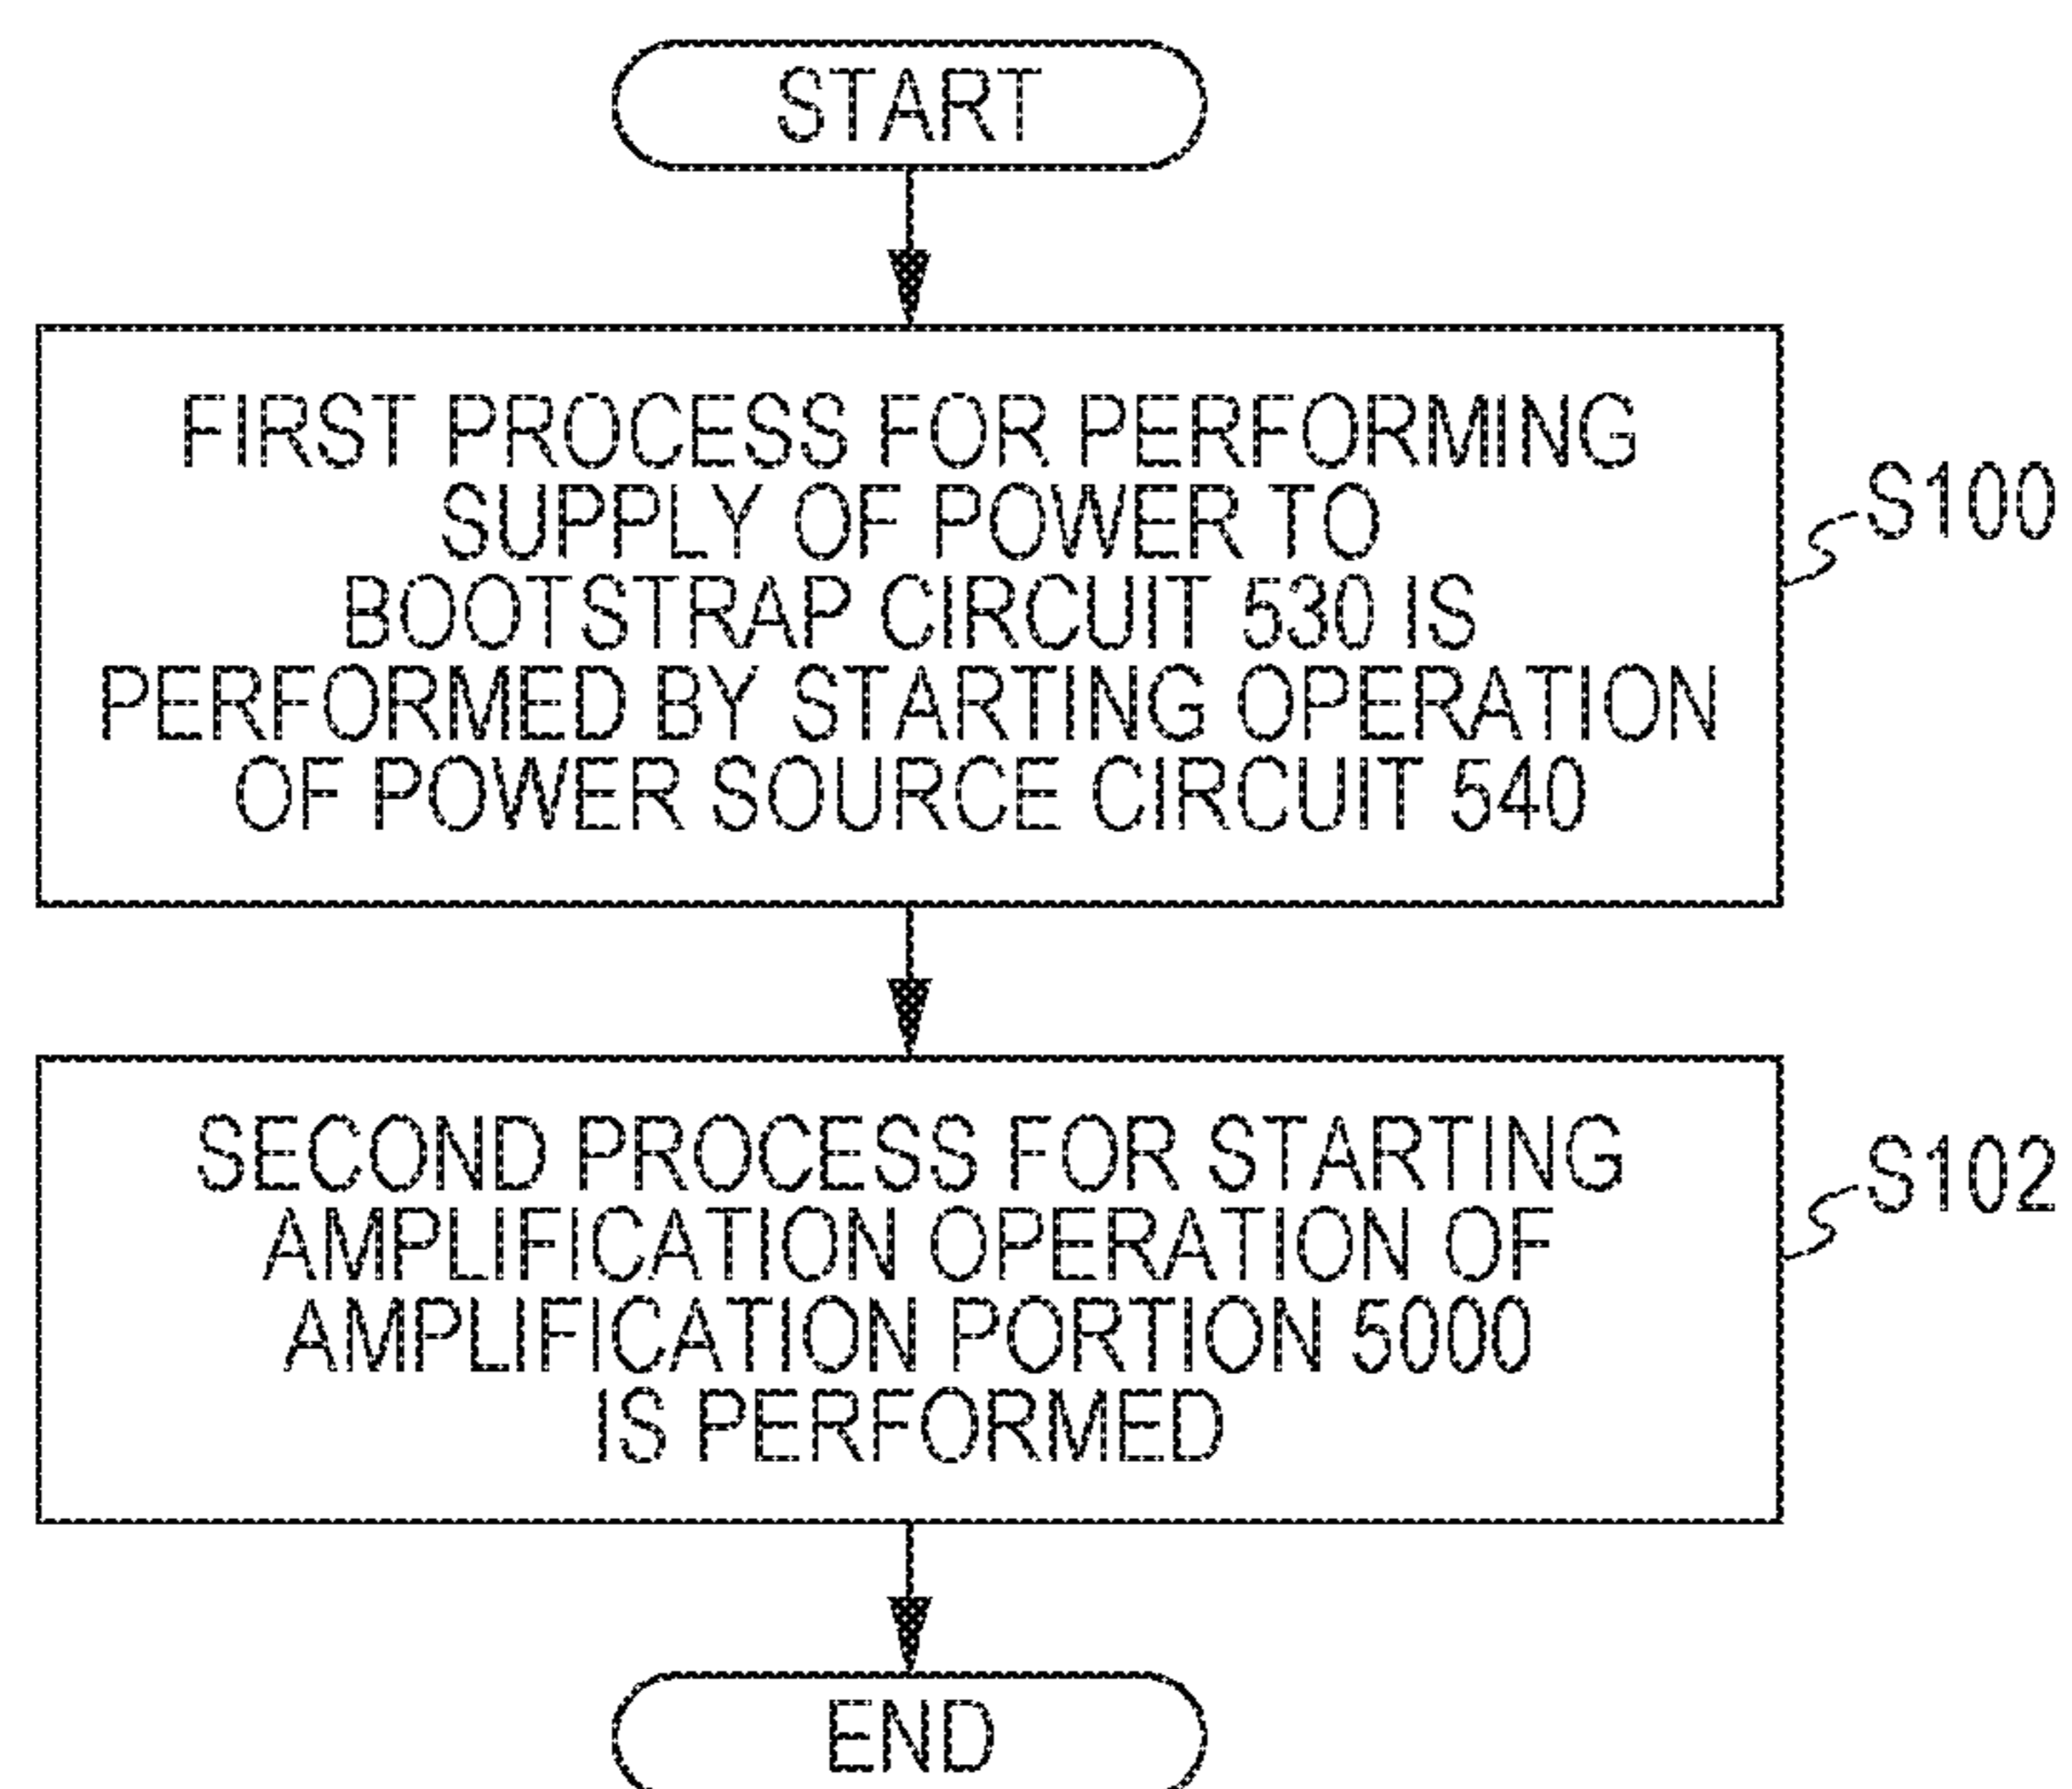 START
FIRST PROCESS FOR PERFORMING
SUPPLY OF POWER TO
BOOTSTRAP CIRCUIT 530 IS
PERFORMED BY STARTING OPERATION
OF POWER SOURCE CIRCUIT 540
S100
SECOND PROCESS FOR STARTING
AMPLIFICATION OPERATION OF
AMPLIFICATION PORTION 5000
IS PERFORMED
S102
END